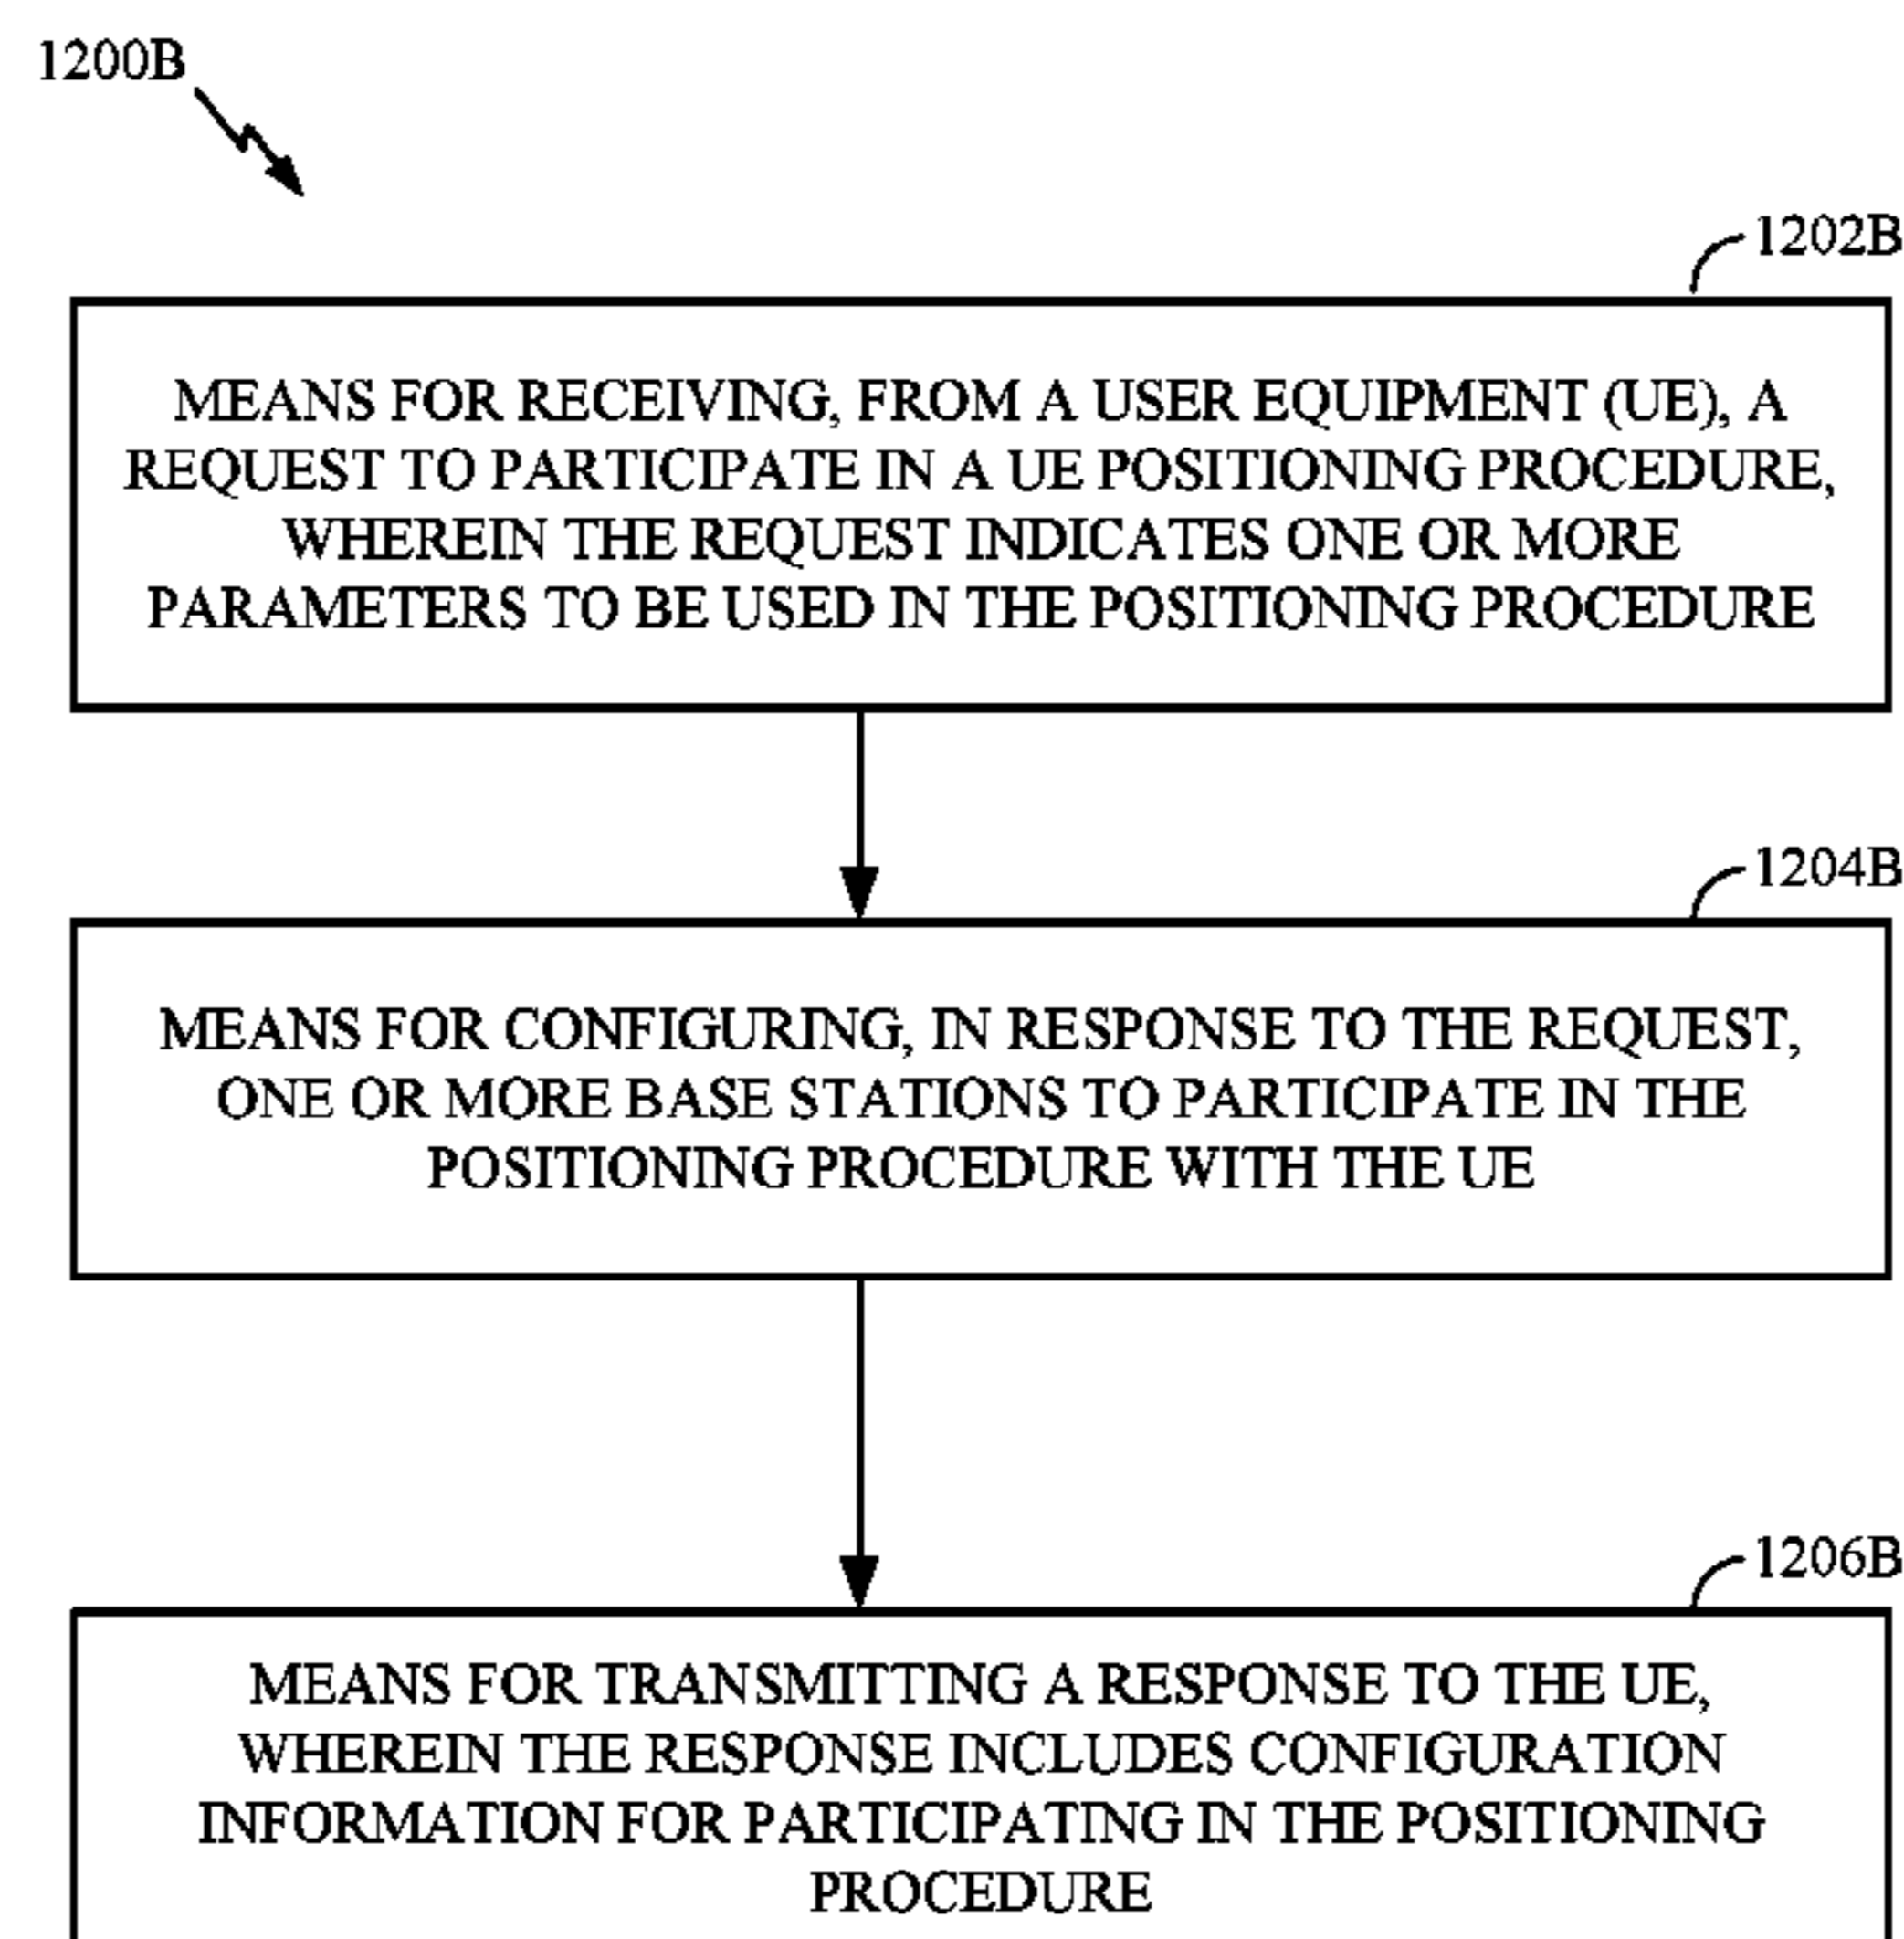 1200B
1202B
MEANS FOR RECEIVING, FROM A USER EQUIPMENT (UE), A
REQUEST TO PARTICIPATE IN A UE POSITIONING PROCEDURE,
WHEREIN THE REQUEST INDICATES ONE OR MORE
PARAMETERS TO BE USED IN THE POSITIONING PROCEDURE
1204B
MEANS FOR CONFIGURING, IN RESPONSE TO THE REQUEST,
ONE OR MORE BASE STATIONS TO PARTICIPATE IN THE
POSITIONING PROCEDURE WITH THE UE
1206B
MEANS FOR TRANSMITTING A RESPONSE TO THE UE,
WHEREIN THE RESPONSE INCLUDES CONFIGURATION
INFORMATION FOR PARTICIPATING IN THE POSITIONING
PROCEDURE